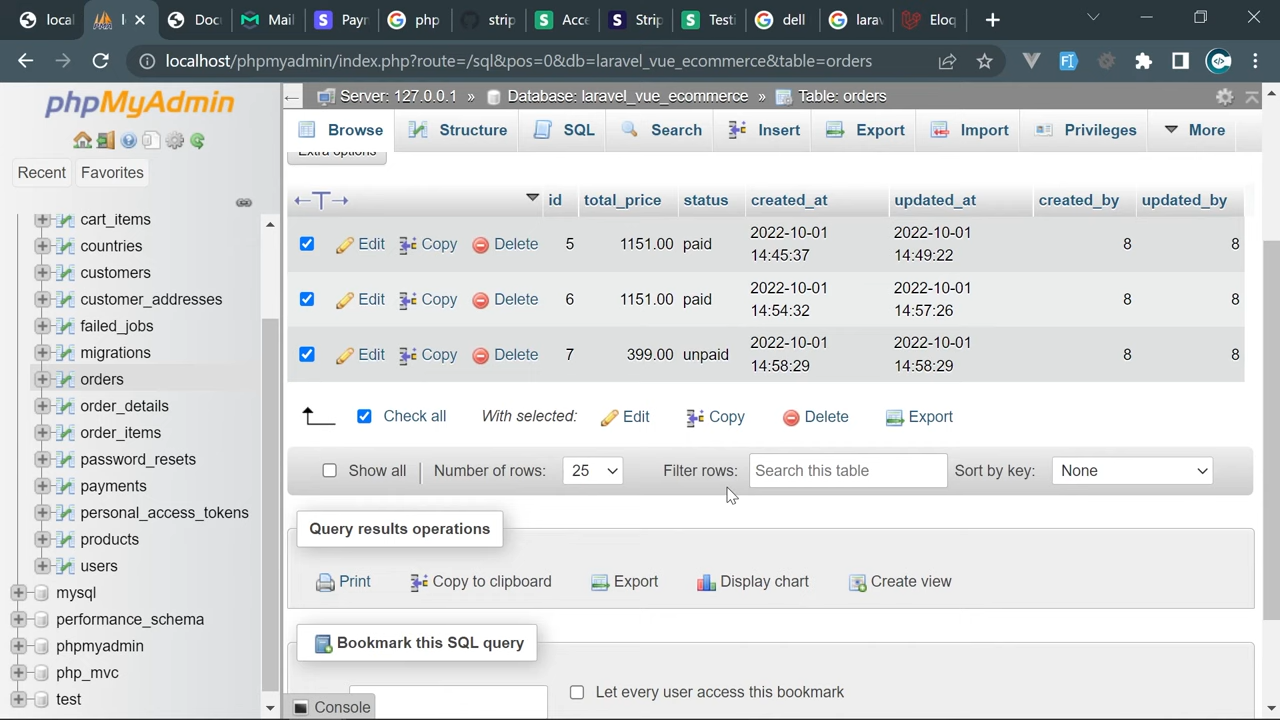 local
l
Doc
Mail
Payn
php
strip
Acce
Strip
Testi
dell
larav
Eloq
localhost/phpmyadmin/index.php?route=/sql&pos=0&db=laravel_vue_ecommerce&table=orders
phpMyAdmin
Recent Favorites
cart_items
countries
customers
customer_addresses
failed_jobs
migrations
orders
order_details
order_items
password_resets
payments
personal_access_tokens
products
users
mysql
performance_schema
phpmyadmin
php_mvc
test
Server: 127.0.0.1 » Database: laravel_vue_ecommerce » Table: orders
Browse Structure SQL Search Insert Export Import Privileges More
Extra options
id total_price status created_at updated_at created_by updated_by
Edit Copy Delete 5 1151.00 paid 2022-10-01 14:45:37 2022-10-01 14:49:22 8 8
Edit Copy Delete 6 1151.00 paid 2022-10-01 14:54:32 2022-10-01 14:57:26 8 8
Edit Copy Delete 7 399.00 unpaid 2022-10-01 14:58:29 2022-10-01 14:58:29 8 8
Check all With selected: Edit Copy Delete Export
Show all Number of rows: 25 Filter rows: Search this table Sort by key: None
Query results operations
Print Copy to clipboard Export Display chart Create view
Bookmark this SQL query
Let every user access this bookmark
Console